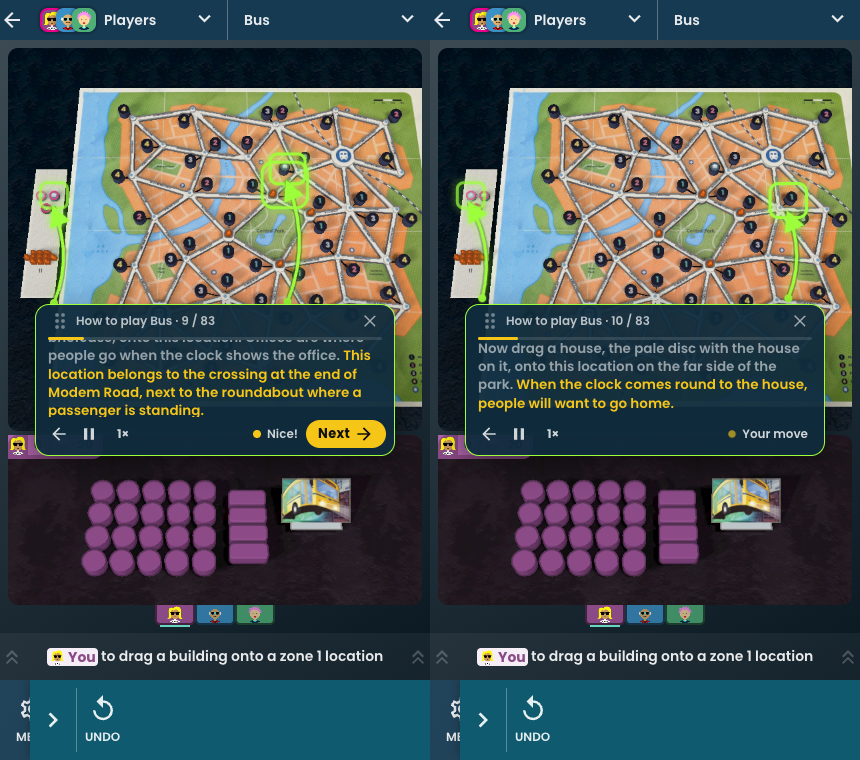 Players
Bus
How to play Bus · 9 / 83
people go when the clock shows the office. This
location belongs to the crossing at the end of
Modem Road, next to the roundabout where a
passenger is standing.
1×
Nice!
Next
You to drag a building onto a zone 1 location
UNDO
Players
Bus
Central Park
How to play Bus · 10 / 83
Now drag a house, the pale disc with the house
on it, onto this location on the far side of the
park. When the clock comes round to the house,
people will want to go home.
1×
Your move
You to drag a building onto a zone 1 location
UNDO